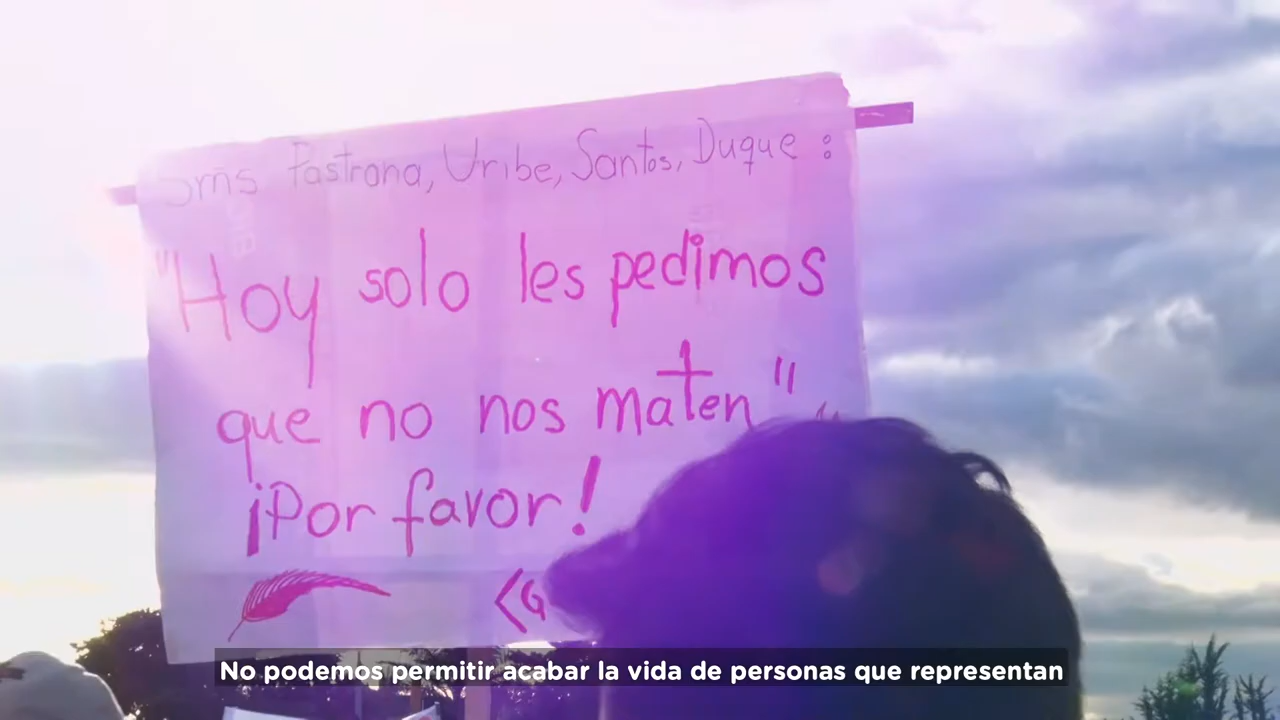 Srns Pastrana, Uribe, Santos, Duque :
"Hoy solo les pedimos
que no nos maten"
¡Por favor!
No podemos permitir acabar la vida de personas que representan